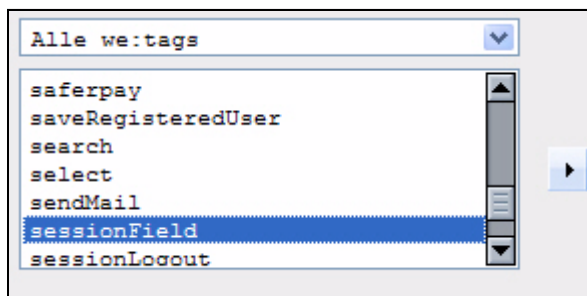 Alle we:tags
saferpay
saveRegisteredUser
search
select
sendMail
sessionField
sessionLogout